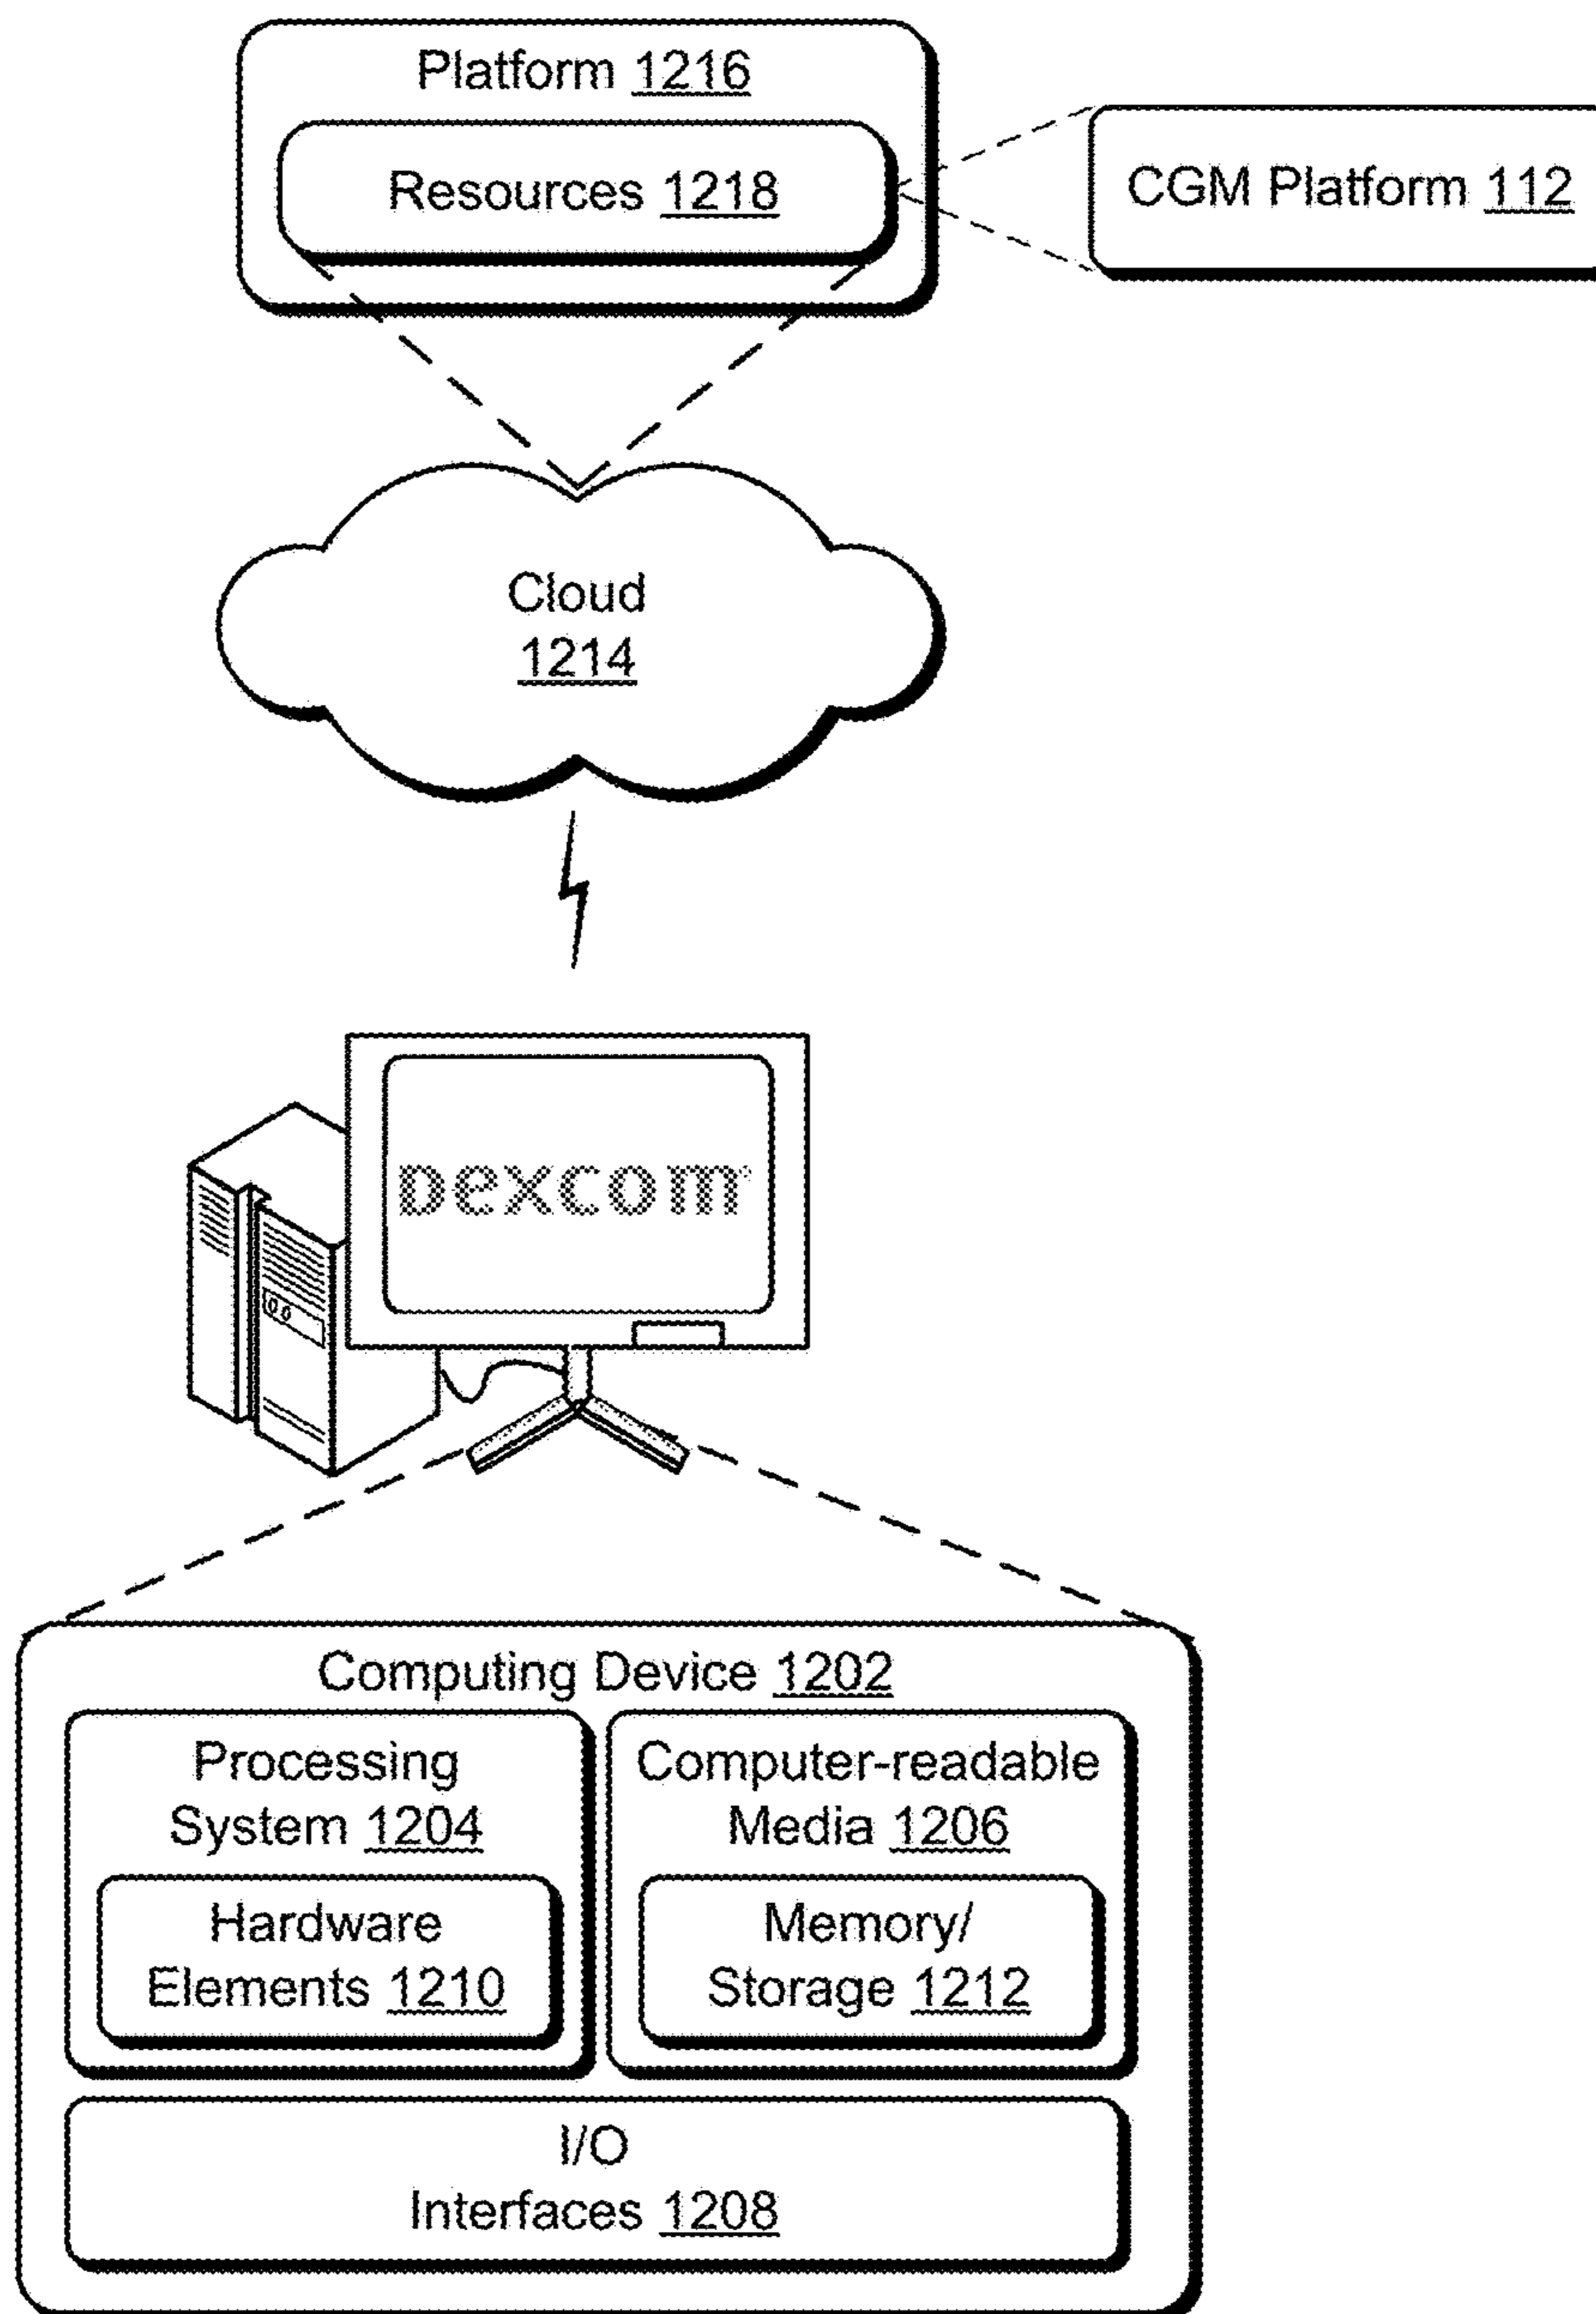 Platform 1216
Resources 1218
CGM Platform 112
Cloud
1214
Dexcom
Computing Device 1202
Processing
System 1204
Hardware
Elements 1210
Computer-readable
Media 1206
Memory/
Storage 1212
I/O
Interfaces 1208